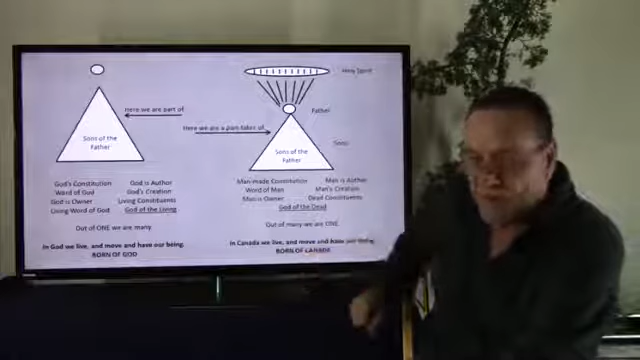 Holy Spirit
Here we are part of
Father
Here we are a part-taker of
Sons of the
Father
Sons
Sons of the
Father
God's Constitution
Word of God
God is Owner
Living Word of God
God is Author
God's Creation
Living Constituents
God of the Living
Out of ONE we are many
In God we live, and move and have our being.
BORN OF GOD
Man-made Constitution
Word of Man
Man is Owner
Man is Author
Man's Creation
Dead Constituents
God of the Dead
Out of many we are ONE
In Canada we live, and move and have our being.
BORN OF CANADA